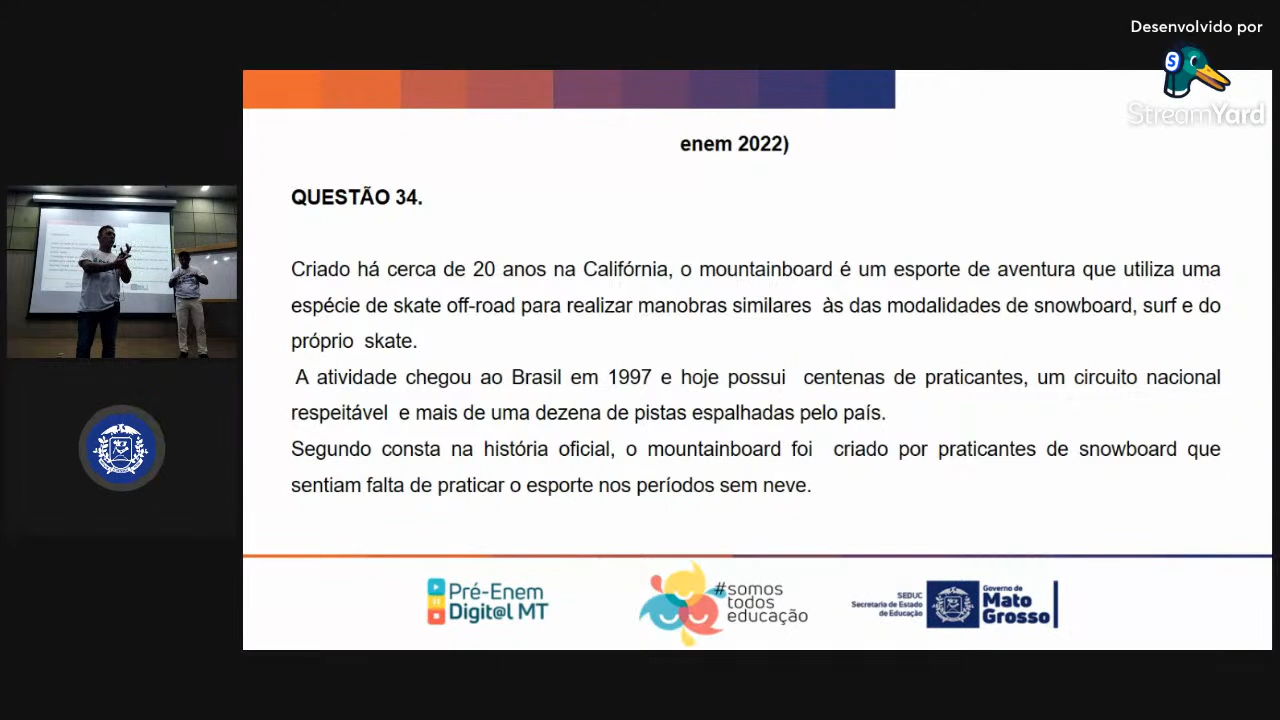 Desenvolvido por
S
StreamYard
enem 2022)
QUESTÃO 34.
Criado há cerca de 20 anos na Califórnia, o mountainboard é um esporte de aventura que utiliza uma
espécie de skate off-road para realizar manobras similares às das modalidades de snowboard, surf e do
próprio skate.
A atividade chegou ao Brasil em 1997 e hoje possui centenas de praticantes, um circuito nacional
respeitável e mais de uma dezena de pistas espalhadas pelo país.
Segundo consta na história oficial, o mountainboard foi criado por praticantes de snowboard que
sentiam falta de praticar o esporte nos períodos sem neve.
Pré-Enem
Digit@l MT
#somos
todos
educação
SEDUC
Secretaria de Estado
de Educação
Governo de
Mato
Grosso